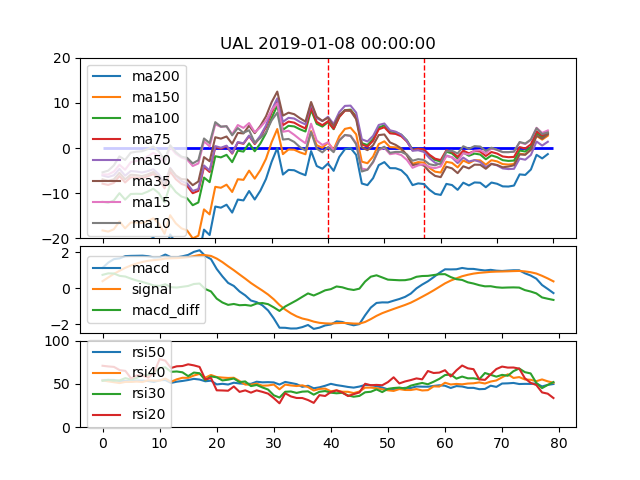 UAL 2019-01-08 00:00:00
20
10
0
−10
−20
ma200
ma150
ma100
ma75
ma50
ma35
ma15
ma10
2
0
−2
macd
signal
macd_diff
100
50
0
rsi50
rsi40
rsi30
rsi20
0 10 20 30 40 50 60 70 80